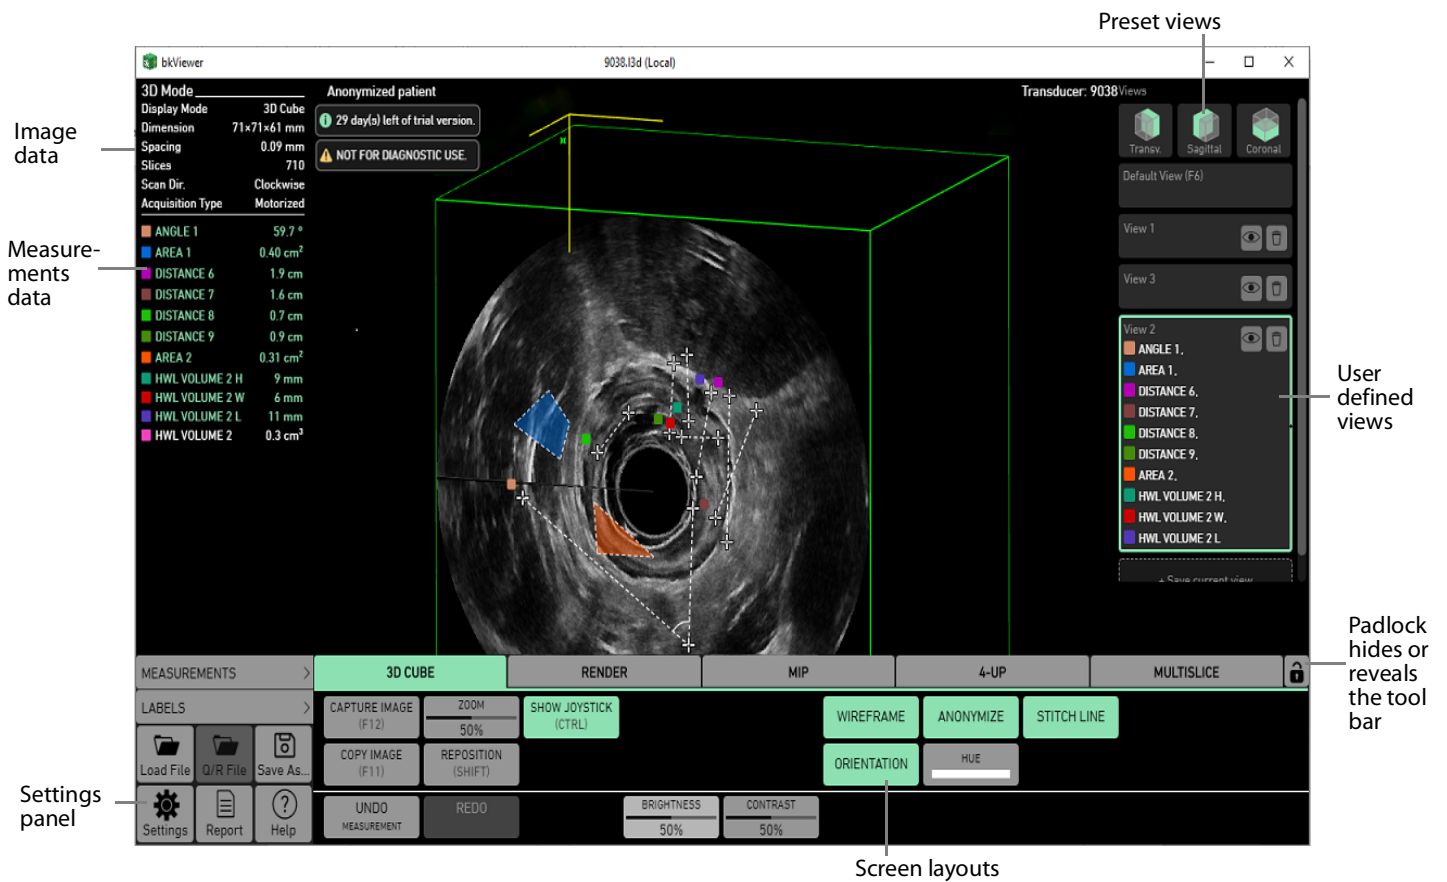 Preset views
bkViewer
9038.l3d (Local)
3D Mode
Display Mode 3D Cube
Dimension 71×71×61 mm
Spacing 0.09 mm
Slices 710
Scan Dir. Clockwise
Acquisition Type Motorized
ANGLE 1 59.7 °
AREA 1 0.40 cm²
DISTANCE 6 1.9 cm
DISTANCE 7 1.6 cm
DISTANCE 8 0.7 cm
DISTANCE 9 0.9 cm
AREA 2 0.31 cm²
HWL VOLUME 2 H 9 mm
HWL VOLUME 2 W 6 mm
HWL VOLUME 2 L 11 mm
HWL VOLUME 2 0.3 cm³
Image
data
Measure-
ments
data
Anonymized patient
29 day(s) left of trial version.
NOT FOR DIAGNOSTIC USE.
Transducer: 9038
Views
Transv.
Sagittal
Coronal
Default View (F6)
View 1
View 3
View 2
ANGLE 1,
AREA 1,
DISTANCE 6,
DISTANCE 7,
DISTANCE 8,
DISTANCE 9,
AREA 2,
HWL VOLUME 2 H,
HWL VOLUME 2 W,
HWL VOLUME 2 L
+ Save current view
User
defined
views
Padlock
hides or
reveals
the tool
bar
MEASUREMENTS
LABELS
Load File
Q/R File
Save As...
Settings
Report
Help
Settings
panel
3D CUBE
RENDER
MIP
4-UP
MULTISLICE
CAPTURE IMAGE
(F12)
ZOOM
50%
SHOW JOYSTICK
(CTRL)
WIREFRAME
ANONYMIZE
STITCH LINE
COPY IMAGE
(F11)
REPOSITION
(SHIFT)
ORIENTATION
HUE
UNDO
MEASUREMENT
REDO
BRIGHTNESS
50%
CONTRAST
50%
Screen layouts